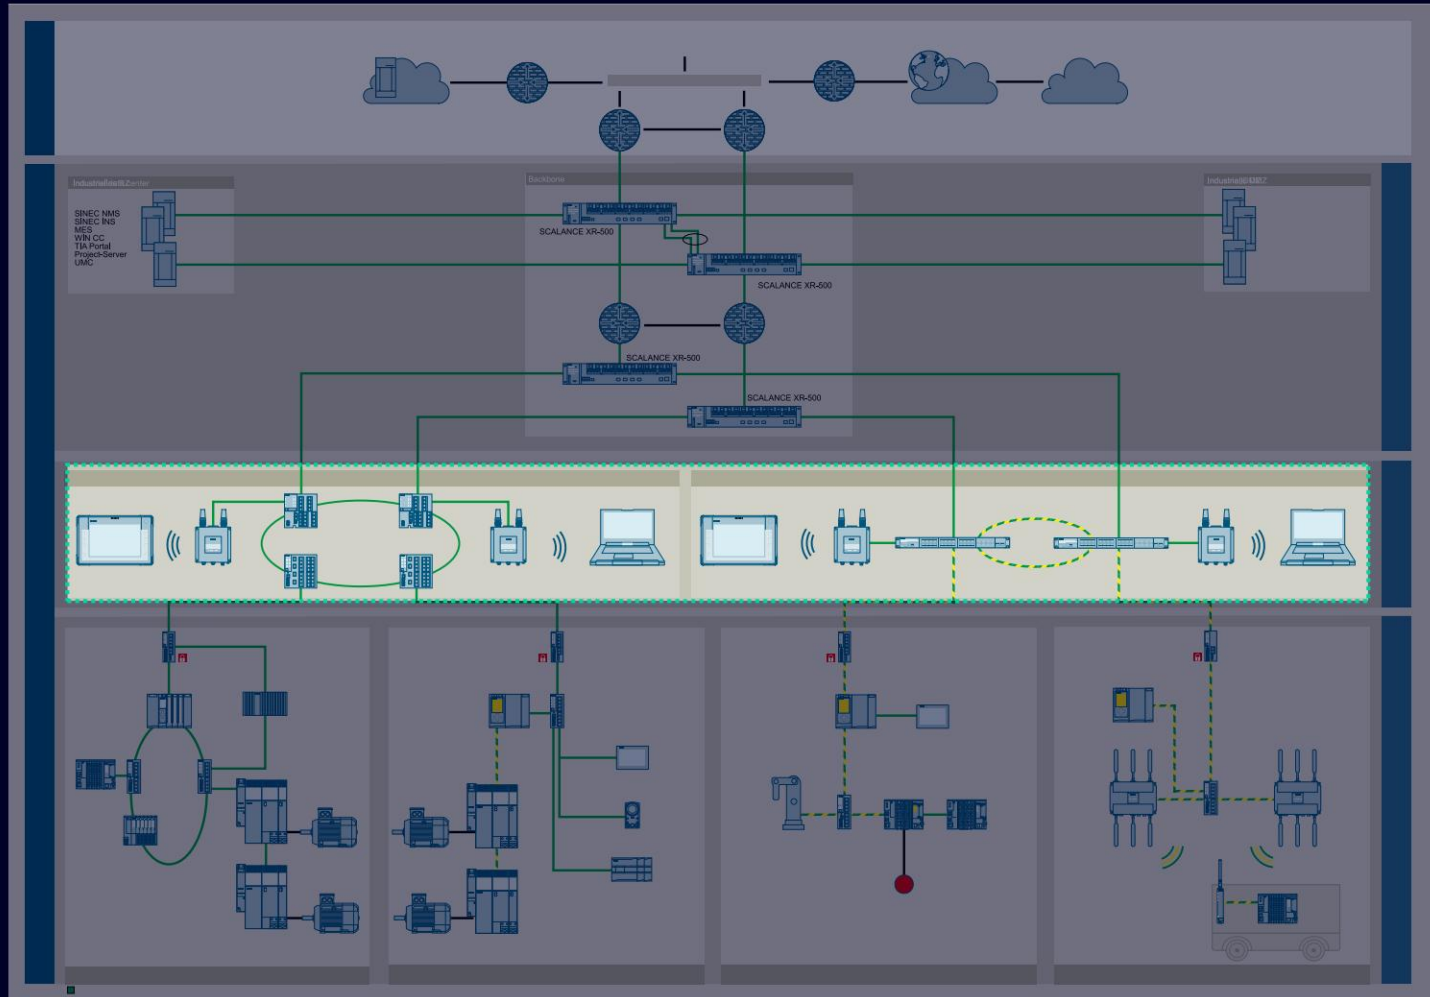 Backbone
SINEC NMS
SINEC INS
MES
WIN CC
TIA Portal
Project-Server
UMC
SCALANCE XR-500
SCALANCE XR-500
SCALANCE XR-500
SCALANCE XR-500